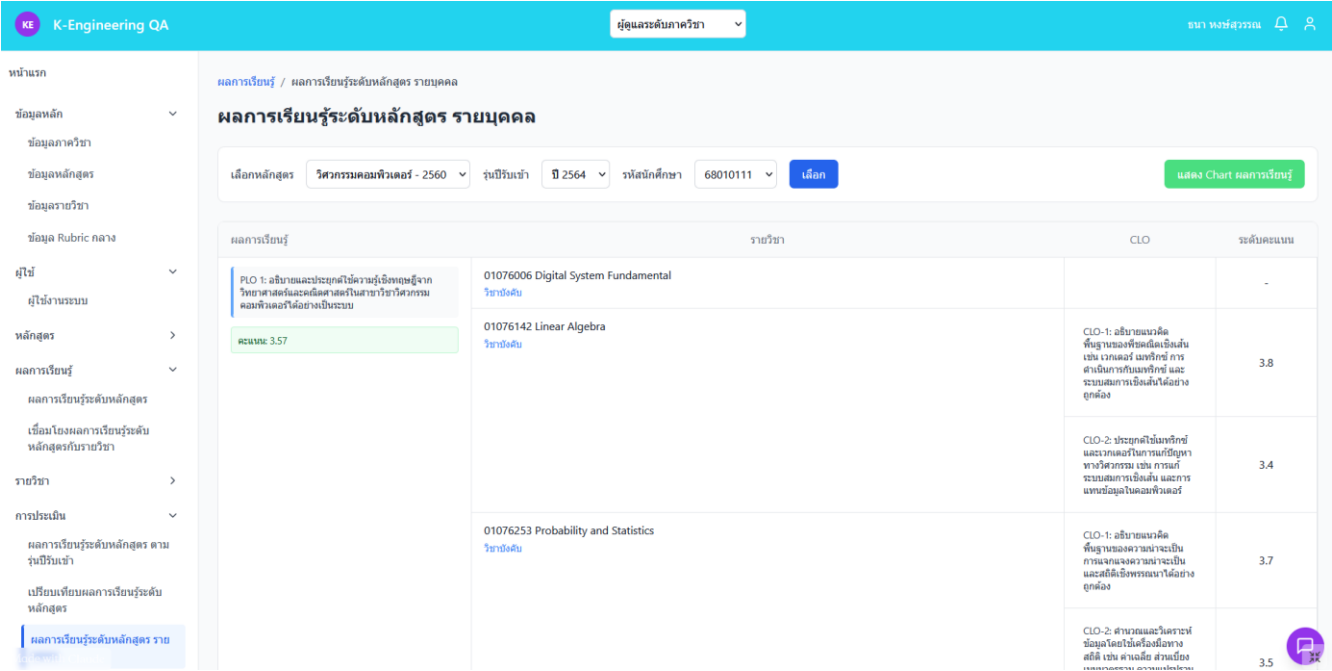 KE
K-Engineering QA
ผู้ดูแลระดับภาควิชา
ธนา หงษ์สุวรรณ
หน้าแรก
ข้อมูลหลัก
ข้อมูลภาควิชา
ข้อมูลหลักสูตร
ข้อมูลรายวิชา
ข้อมูล Rubric กลาง
ผู้ใช้
ผู้ใช้งานระบบ
หลักสูตร
ผลการเรียนรู้
ผลการเรียนรู้ระดับหลักสูตร
เชื่อมโยงผลการเรียนรู้ระดับ
หลักสูตรกับรายวิชา
รายวิชา
การประเมิน
ผลการเรียนรู้ระดับหลักสูตร ตาม
รุ่นปีรับเข้า
เปรียบเทียบผลการเรียนรู้ระดับ
หลักสูตร
ผลการเรียนรู้ระดับหลักสูตร ราย
ผลการเรียนรู้ / ผลการเรียนรู้ระดับหลักสูตร รายบุคคล
ผลการเรียนรู้ระดับหลักสูตร รายบุคคล
เลือกหลักสูตร วิศวกรรมคอมพิวเตอร์ - 2560 รุ่นปีรับเข้า ปี 2564 รหัสนักศึกษา 68010111 เลือก แสดง Chart ผลการเรียนรู้
ผลการเรียนรู้ รายวิชา CLO ระดับคะแนน
PLO 1: อธิบายและประยุกต์ใช้ความรู้เชิงทฤษฎีจาก
วิทยาศาสตร์และคณิตศาสตร์ในสาขาวิชาวิศวกรรม
คอมพิวเตอร์ได้อย่างเป็นระบบ
คะแนน: 3.57
01076006 Digital System Fundamental
วิชาบังคับ
-
01076142 Linear Algebra
วิชาบังคับ
CLO-1: อธิบายแนวคิด
พื้นฐานของพีชคณิตเชิงเส้น
เช่น เวกเตอร์ เมทริกซ์ การ
ดำเนินการกับเมทริกซ์ และ
ระบบสมการเชิงเส้นได้อย่าง
ถูกต้อง
3.8
CLO-2: ประยุกต์ใช้เมทริกซ์
และเวกเตอร์ในการแก้ปัญหา
ทางวิศวกรรม เช่น การแก้
ระบบสมการเชิงเส้น และการ
แทนข้อมูลในคอมพิวเตอร์
3.4
01076253 Probability and Statistics
วิชาบังคับ
CLO-1: อธิบายแนวคิด
พื้นฐานของความน่าจะเป็น
การแจกแจงความน่าจะเป็น
และสถิติเชิงพรรณนาได้อย่าง
ถูกต้อง
3.7
CLO-2: คำนวณและวิเคราะห์
ข้อมูลโดยใช้เครื่องมือทาง
สถิติ เช่น ค่าเฉลี่ย ส่วนเบี่ยง
3.5